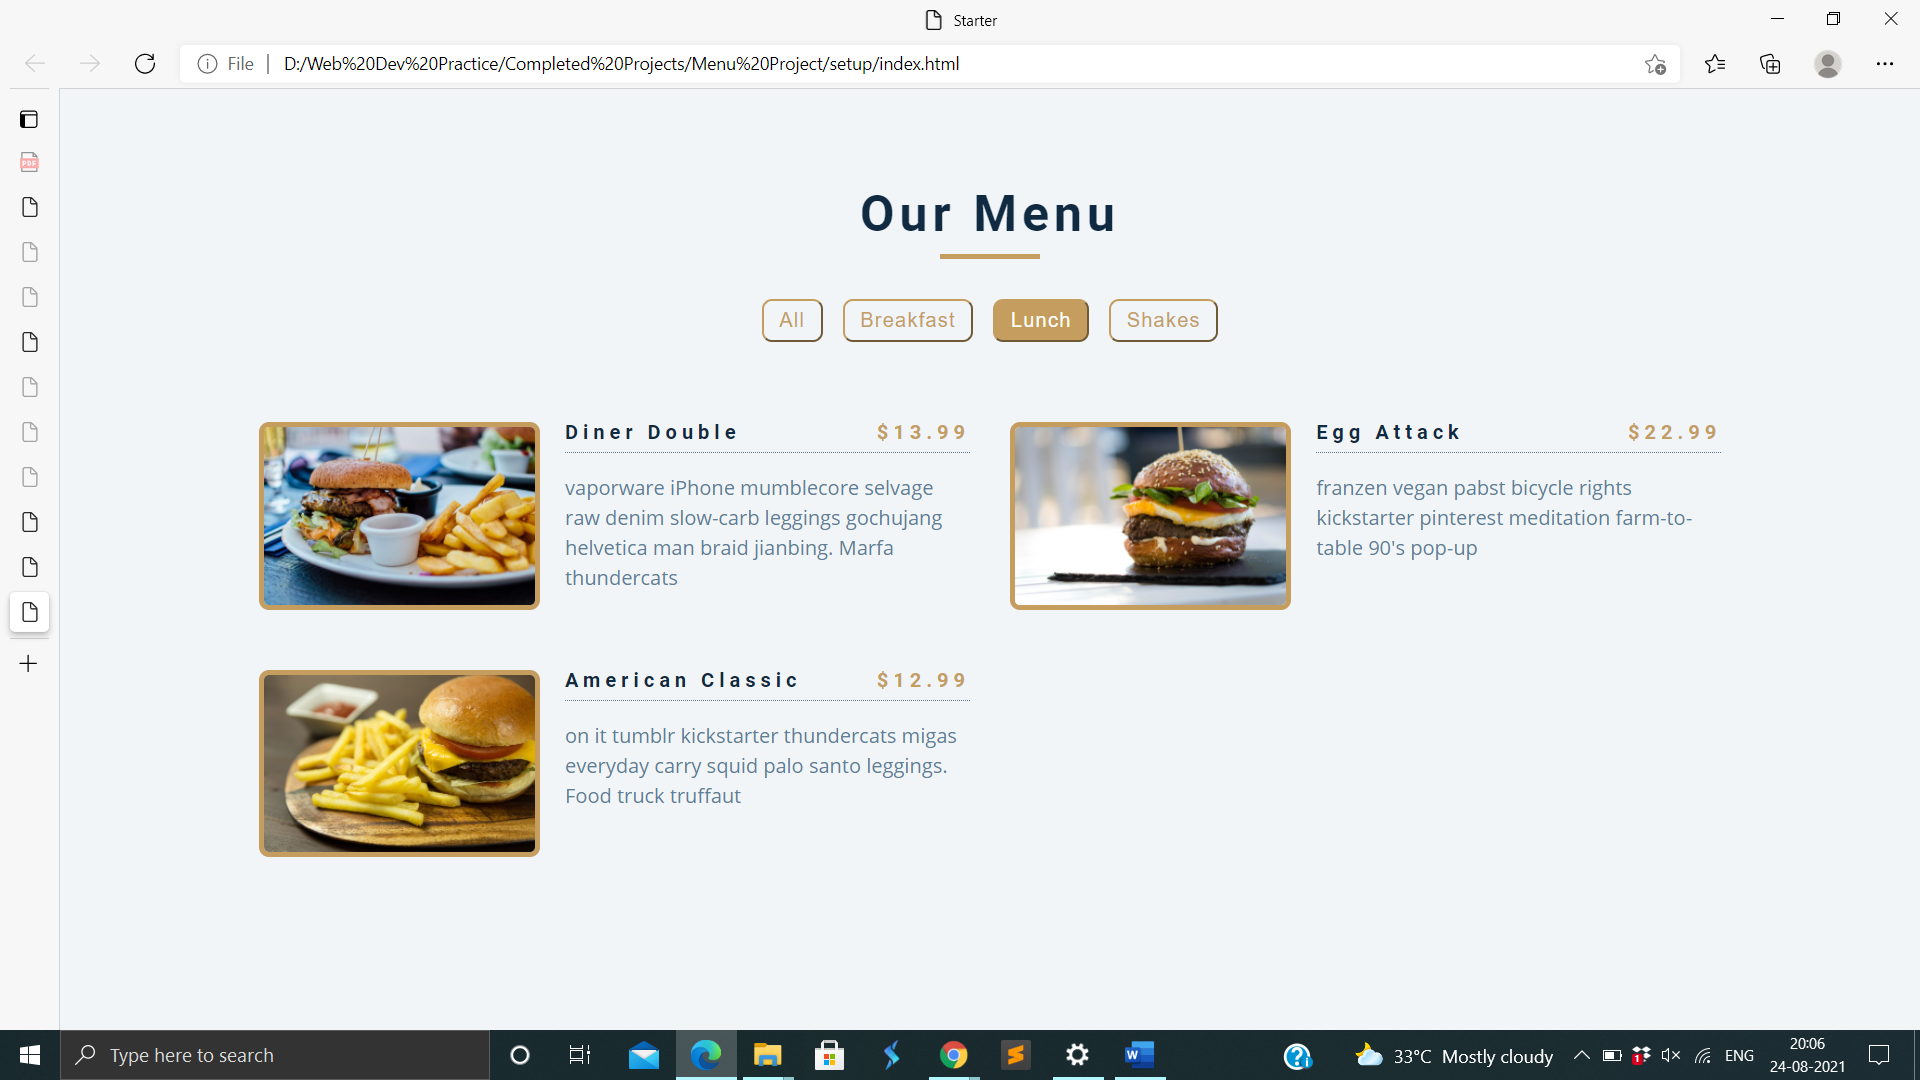 Starter
File
D:/Web%20Dev%20Practice/Completed%20Projects/Menu%20Project/setup/index.html
PDF
Our Menu
All Breakfast Lunch Shakes
Diner Double $13.99
vaporware iPhone mumblecore selvage
raw denim slow-carb leggings gochujang
helvetica man braid jianbing. Marfa
thundercats
Egg Attack $22.99
franzen vegan pabst bicycle rights
kickstarter pinterest meditation farm-to-
table 90's pop-up
American Classic $12.99
on it tumblr kickstarter thundercats migas
everyday carry squid palo santo leggings.
Food truck truffaut
Type here to search
W
33°C Mostly cloudy
1
ENG
20:06
24-08-2021